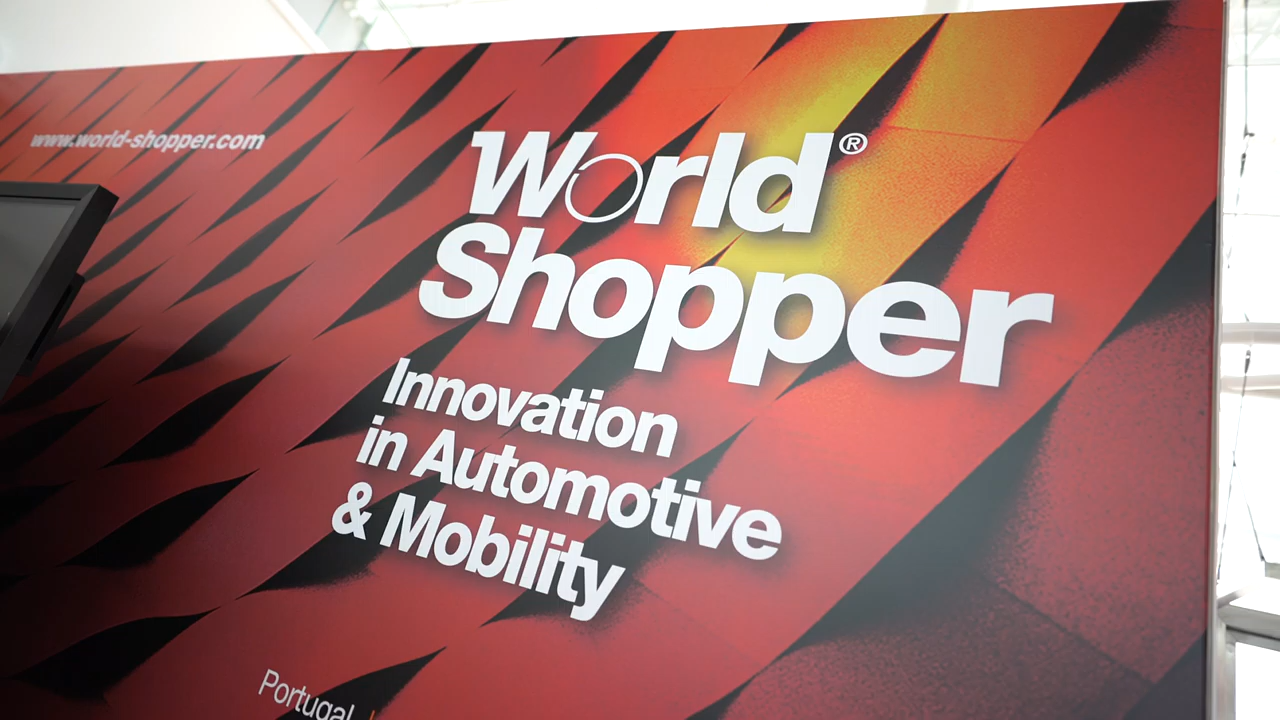 www.world-shopper.com
World®
Shopper
Innovation
in Automotive
& Mobility
Portugal